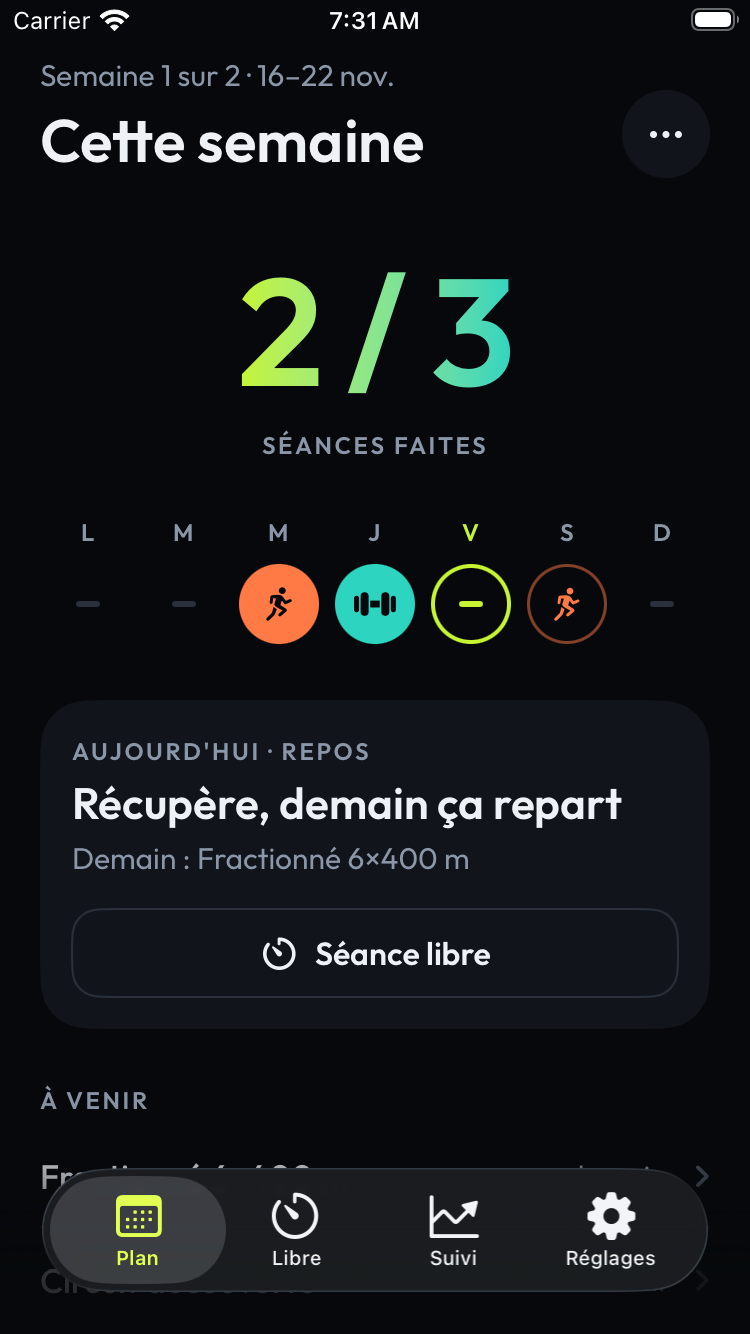 Carrier 7:31 AM
Semaine 1 sur 2 · 16–22 nov.
Cette semaine
2/3
SÉANCES FAITES
L M M J V S D
AUJOURD'HUI · REPOS
Récupère, demain ça repart
Demain : Fractionné 6×400 m
Séance libre
À VENIR
Plan Libre Suivi Réglages